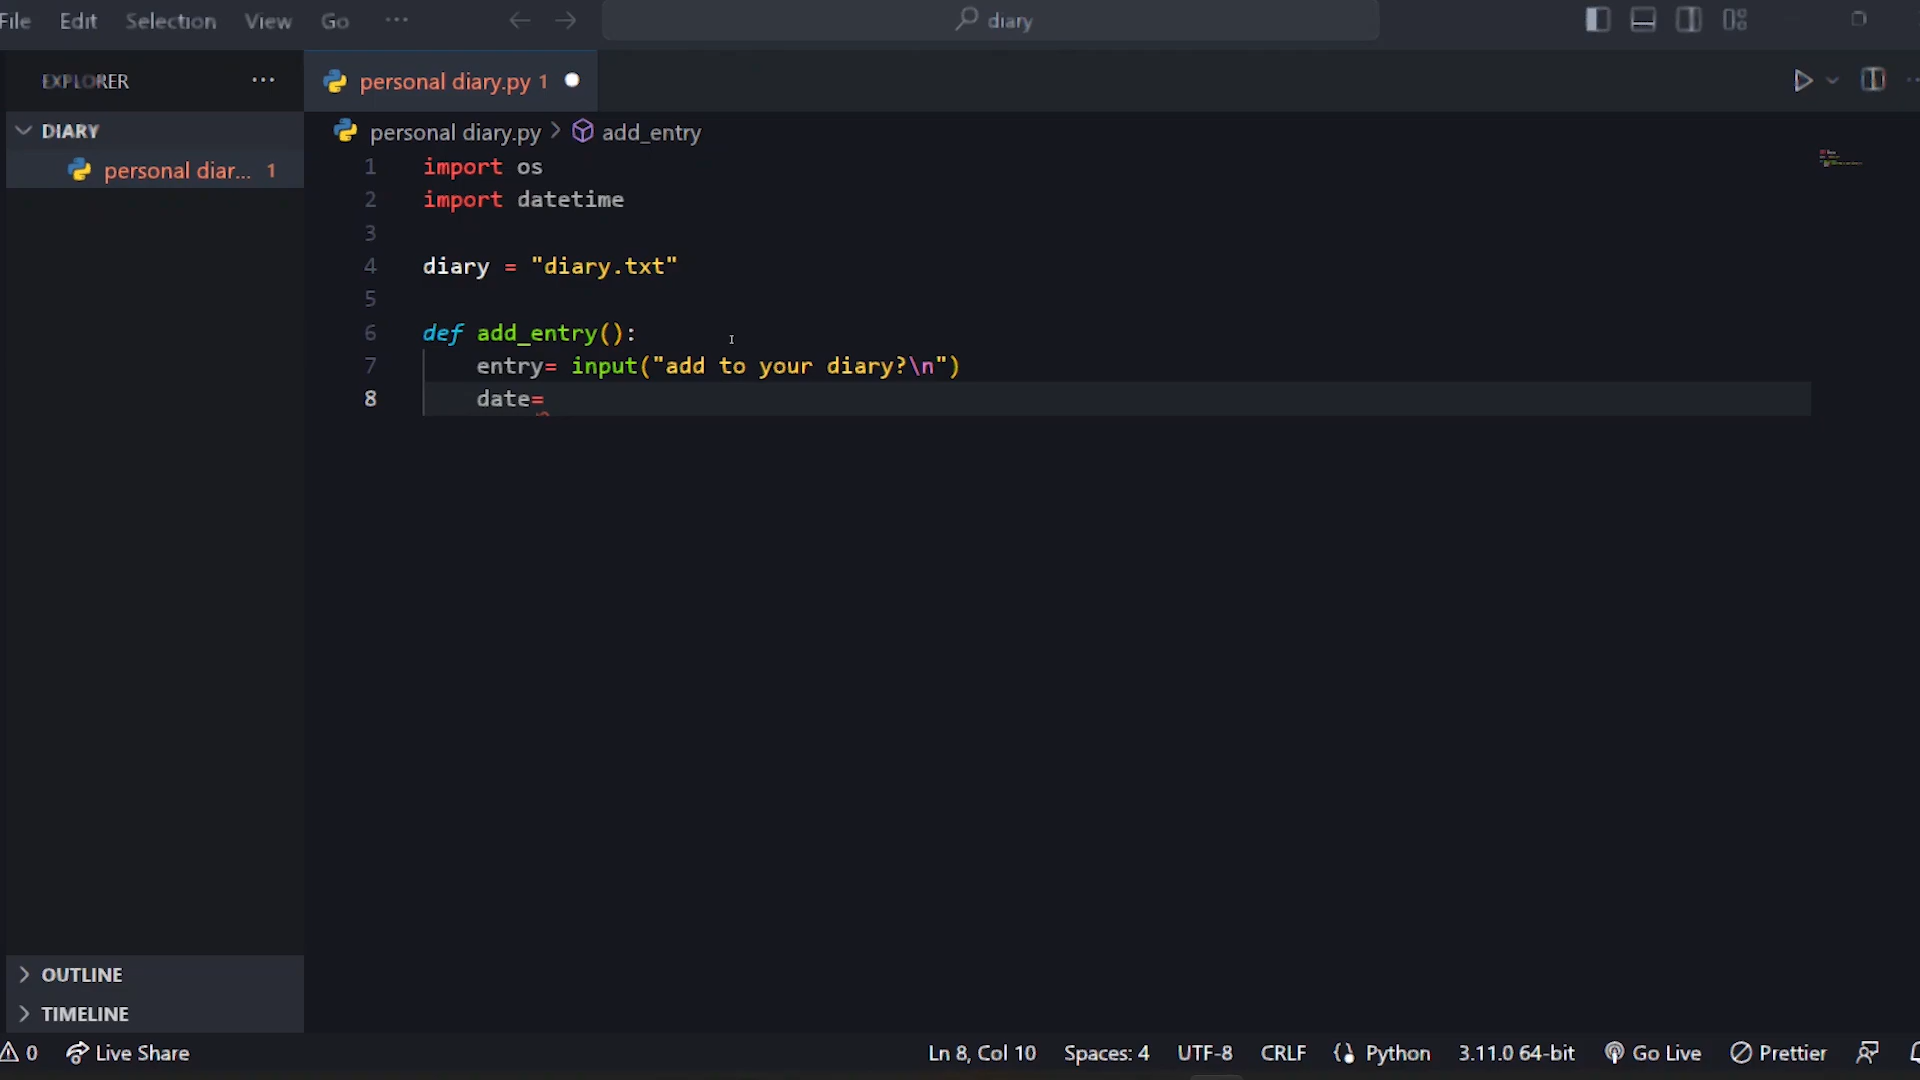 File Edit Selection View Go ... diary
EXPLORER ...
personal diary.py 1
DIARY
personal diar... 1
personal diary.py > add_entry
1 import os
2 import datetime
3
4 diary = "diary.txt"
5
6 def add_entry():
7 entry= input("add to your diary?\n")
8 date=
OUTLINE
TIMELINE
0 Live Share Ln 8, Col 10 Spaces: 4 UTF-8 CRLF Python 3.11.0 64-bit Go Live Prettier